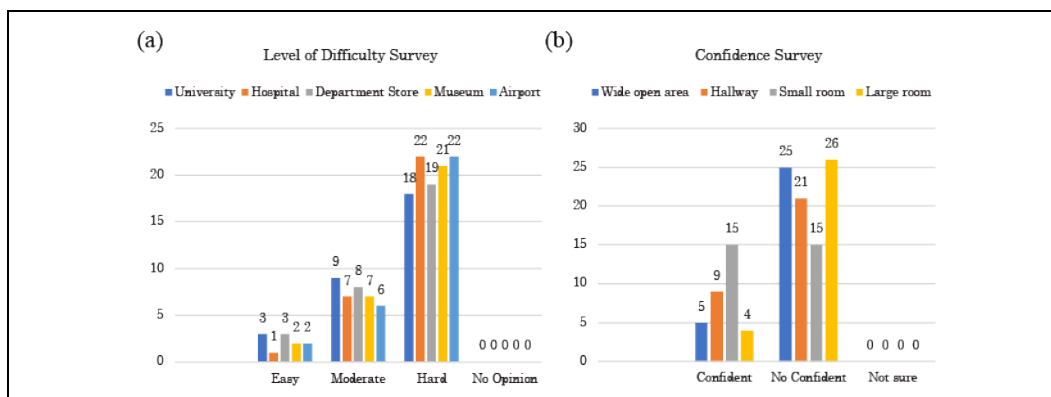 (a)
Level of Difficulty Survey
University Hospital Department Store Museum Airport
25
20
15
10
5
0
3 1 3 2 2
9 7 8 7 6
18 22 19 21 22
0 0 0 0 0
Easy Moderate Hard No Opinion
(b)
Confidence Survey
Wide open area Hallway Small room Large room
30
25
20
15
10
5
0
5 9 15 4
25 21 15 26
0 0 0 0
Confident No Confident Not sure